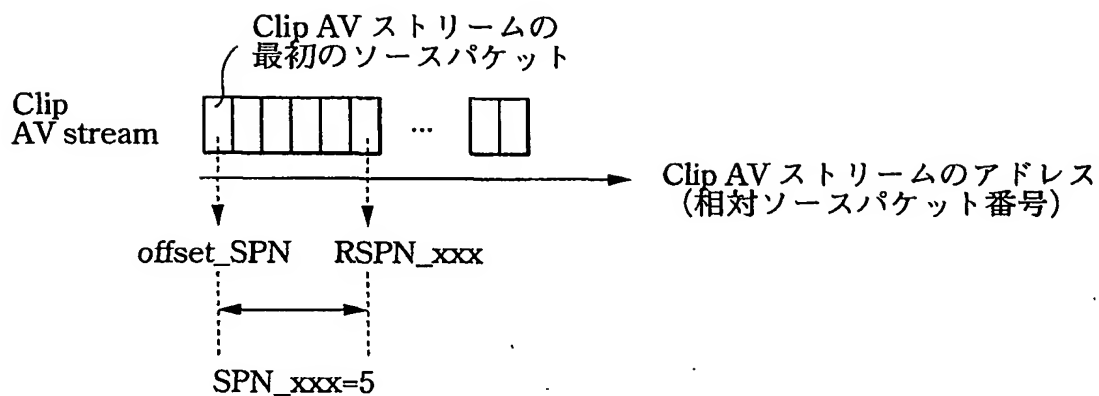 Clip AV ストリームの
最初のソースパケット
Clip
AV stream
...
Clip AV ストリームのアドレス
(相対ソースパケット番号)
offset_SPN RSPN_xxx
SPN_xxx=5